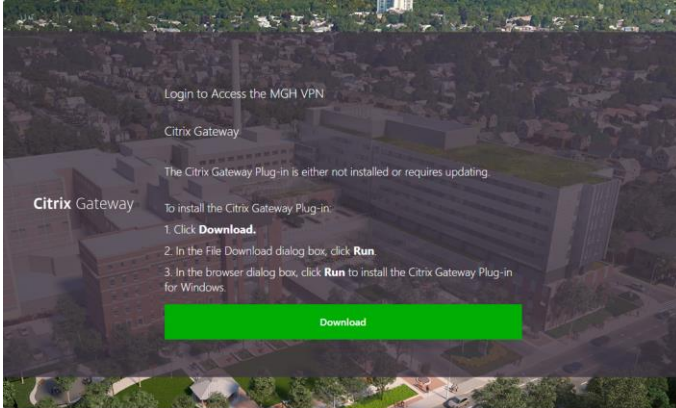 Login to Access the MGH VPN
Citrix Gateway
The Citrix Gateway Plug-in is either not installed or requires updating.
Citrix Gateway
To install the Citrix Gateway Plug-in:
1. Click Download.
2. In the File Download dialog box, click Run.
3. In the browser dialog box, click Run to install the Citrix Gateway Plug-in
for Windows.
Download